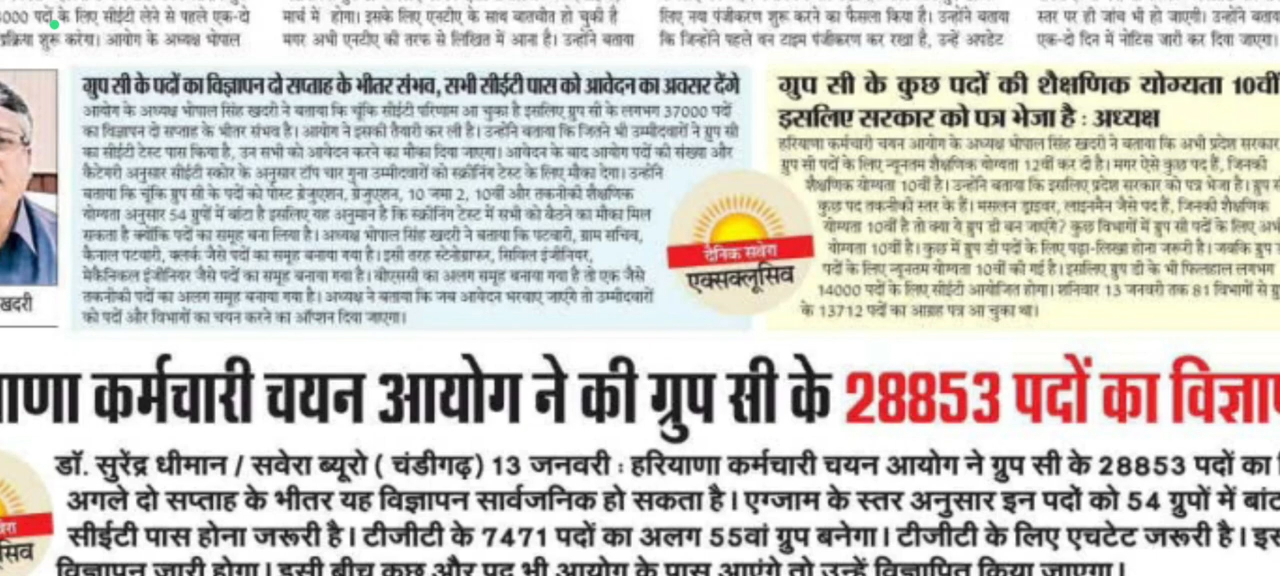 000 पदों के लिए सीईटी लेने से पहले एक-दो
प्रक्रिया शुरू करेगा। आयोग के अध्यक्ष भोपाल
मार्च में होगा। इसके लिए एनटीए के साथ बातचीत हो चुकी है
मगर अभी एनटीए की तरफ से लिखित में आना है। उन्होंने बताया
लिए नया पंजीकरण शुरू करने का फैसला किया है। उन्होंने बताया
कि जिन्होंने पहले वन टाइम पंजीकरण कर रखा है, उन्हें अपडेट
स्तर पर ही जांच भी हो जाएगी। उन्होंने
एक-दो दिन में नोटिस जारी कर दिया जाएगा।
खदरी
ग्रुप सी के पदों का विज्ञापन दो सप्ताह के भीतर संभव, सभी सीईटी पास को आवेदन का अवसर देंगे
आयोग के अध्यक्ष भोपाल सिंह खदरी ने बताया कि चूंकि सीईटी परिणाम आ चुका है इसलिए ग्रुप सी के लगभग 37000 पदों
का विज्ञापन दो सप्ताह के भीतर संभव है। आयोग ने इसकी तैयारी कर ली है। उन्होंने बताया कि जितने भी उम्मीदवारों ने ग्रुप सी
का सीईटी टेस्ट पास किया है, उन सभी को आवेदन करने का मौका दिया जाएगा। आवेदन के बाद आयोग पदों की संख्या और
कैटेगरी अनुसार सीईटी स्कोर के अनुसार टॉप चार गुना उम्मीदवारों को स्क्रीनिंग टेस्ट के लिए मौका देगा। उन्होंने
बताया कि चूंकि ग्रुप सी के पदों को पोस्ट ग्रेजुएशन, ग्रेजुएशन, 10 जमा 2, 10वीं और तकनीकी शैक्षणिक
योग्यता अनुसार 54 ग्रुपों में बांटा है इसलिए यह अनुमान है कि स्क्रीनिंग टेस्ट में सभी को बैठने का मौका मिल
सकता है क्योंकि पदों का समूह बना लिया है। अध्यक्ष भोपाल सिंह खदरी ने बताया कि पटवारी, ग्राम सचिव,
कैनाल पटवारी, क्लर्क जैसे पदों का समूह बनाया गया है। इसी तरह स्टेनोग्राफर, सिविल इंजीनियर,
मैकेनिकल इंजीनियर जैसे पदों का समूह बनाया गया है। पीएससी का अलग समूह बनाया गया है तो एक जैसे
तकनीकी पदों का अलग समूह बनाया गया है। अध्यक्ष ने बताया कि जब आवेदन भरवाए जाएंगे तो उम्मीदवारों
को पदों और विभागों का चयन करने का ऑप्शन दिया जाएगा।
दैनिक सवेरा
एक्सक्लूसिव
ग्रुप सी के कुछ पदों की शैक्षणिक योग्यता 10वीं
इसलिए सरकार को पत्र भेजा है : अध्यक्ष
हरियाणा कर्मचारी चयन आयोग के अध्यक्ष भोपाल सिंह खदरी ने बताया कि अभी प्रदेश सरकार
ग्रुप सी पदों के लिए न्यूनतम शैक्षणिक योग्यता 12वीं कर दी है। मगर ऐसे कुछ पद हैं, जिनकी
शैक्षणिक योग्यता 10वीं है। उन्होंने बताया कि इसलिए प्रदेश सरकार को पत्र भेजा है। ग्रुप
कुछ पद तकनीकी स्तर के हैं। मसलन ड्राइवर, लाइनमैन जैसे पद हैं, जिनकी शैक्षणिक
योग्यता 10वीं है तो क्या ये ग्रुप डी बन जाएंगे? कुछ विभागों में ग्रुप सी पदों के लिए
योग्यता 10वीं है। कुछ में ग्रुप डी पदों के लिए पढ़ा-लिखा होना जरूरी है। जबकि ग्रुप
पदों के लिए न्यूनतम योग्यता 10वीं की गई है। इसलिए ग्रुप डी के भी फिलहाल लगभग
14000 पदों के लिए सीईटी आयोजित होगा। शनिवार 13 जनवरी तक 81 विभागों से
के 13712 पदों का आग्रह पत्र आ चुका था।
कर्मचारी चयन आयोग ने की ग्रुप सी के 28853 पदों का
डॉ. सुरेंद्र धीमान / सवेरा ब्यूरो ( चंडीगढ़) 13 जनवरी : हरियाणा कर्मचारी चयन आयोग ने ग्रुप सी के 28853 पदों का
अगले दो सप्ताह के भीतर यह विज्ञापन सार्वजनिक हो सकता है। एग्जाम के स्तर अनुसार इन पदों को 54 ग्रुपों में
सीईटी पास होना जरूरी है। टीजीटी के 7471 पदों का अलग 55वां ग्रुप बनेगा। टीजीटी के लिए एचटेट जरूरी है।
विज्ञापन जारी होगा। इसी बीच कुछ और पद भी आयोग के पास आएंगे तो उन्हें विज्ञापित किया जाएगा।